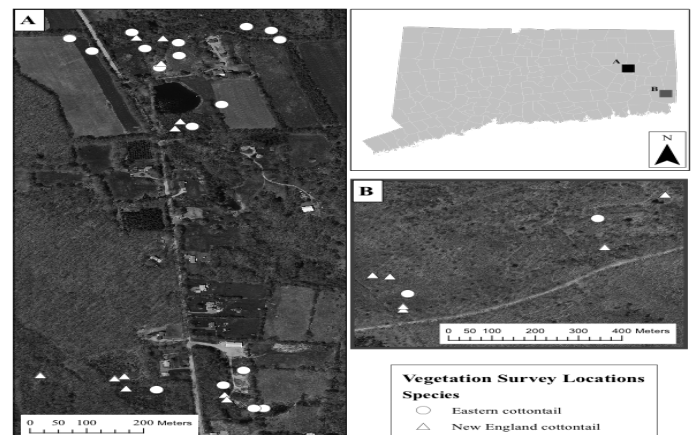 A
A
B
N
B
0 50 100 200 300 400 Meters
0 50 100 200 Meters
Vegetation Survey Locations
Species
Eastern cottontail
New England cottontail